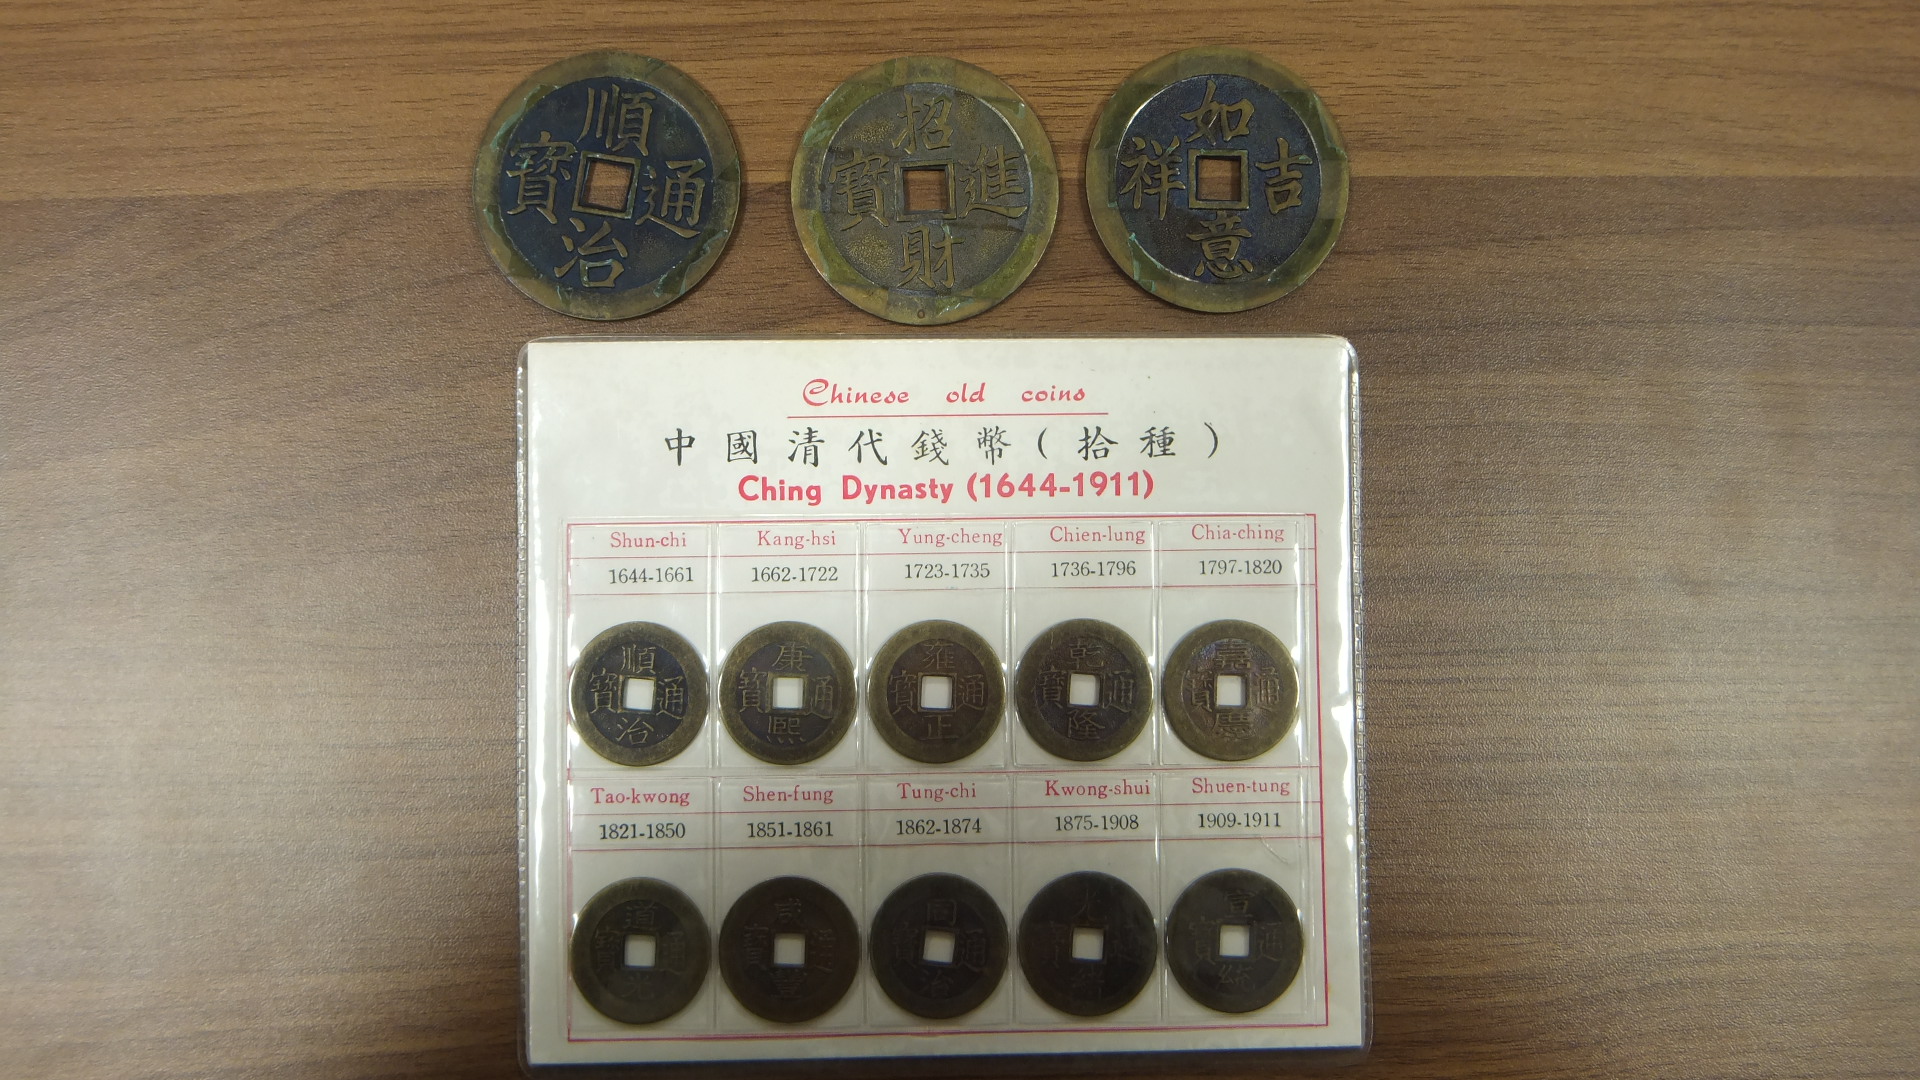 順治通寶
招財進寶
如意吉祥
Chinese old coins
中國清代錢幣(拾種)
Ching Dynasty (1644-1911)
Shun-chi Kang-hsi Yung-cheng Chien-lung Chia-ching
1644-1661 1662-1722 1723-1735 1736-1796 1797-1820
順治通寶
康熙通寶
雍正通寶
乾隆通寶
嘉慶通寶
Tao-kwong Shen-fung Tung-chi Kwong-shui Shuen-tung
1821-1850 1851-1861 1862-1874 1875-1908 1909-1911
道光通寶
咸豐通寶
同治通寶
光緒通寶
宣統通寶